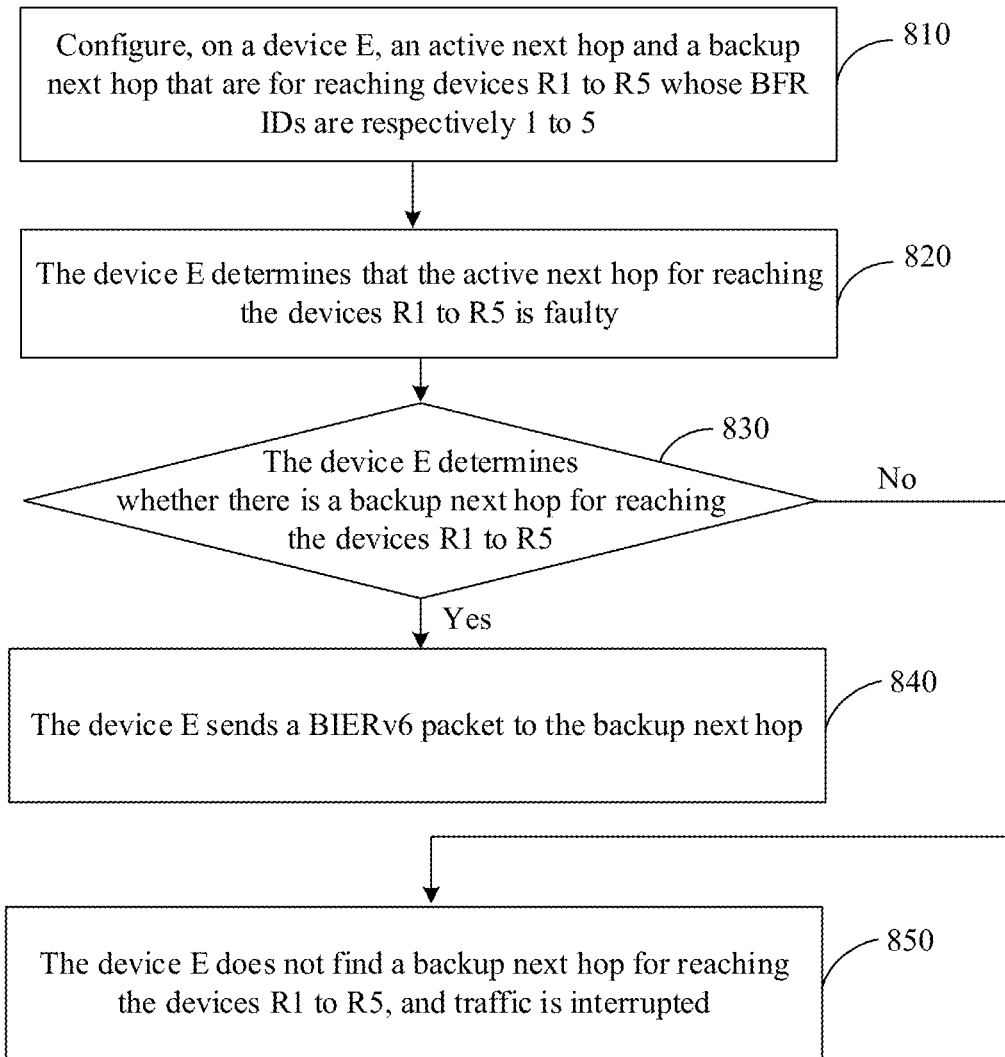 Configure, on a device E, an active next hop and a backup
next hop that are for reaching devices R1 to R5 whose BFR
IDs are respectively 1 to 5
810
The device E determines that the active next hop for reaching
the devices R1 to R5 is faulty
820
The device E determines
whether there is a backup next hop for reaching
the devices R1 to R5
830
No
Yes
The device E sends a BIERv6 packet to the backup next hop
840
The device E does not find a backup next hop for reaching
the devices R1 to R5, and traffic is interrupted
850